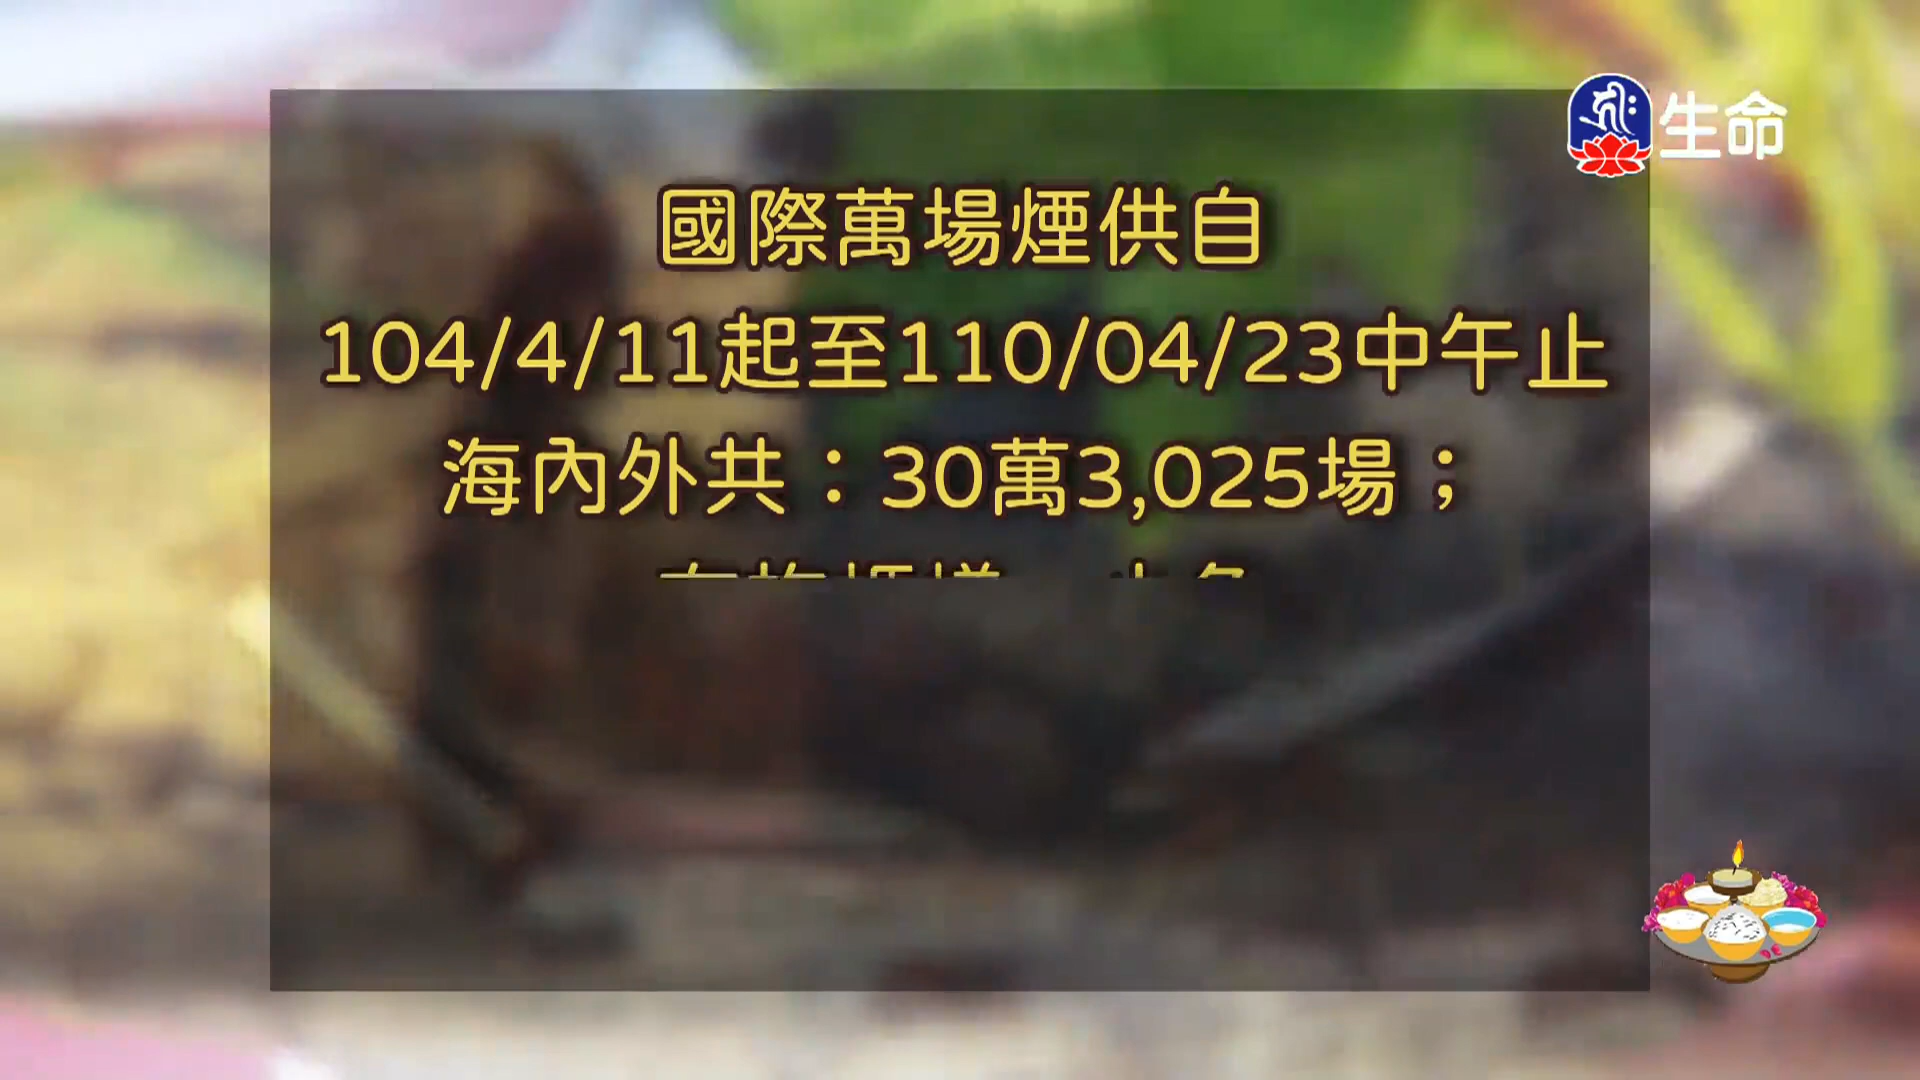 生命
國際萬場煙供自
104/4/11起至110/04/23中午止
海內外共：30萬3,025場；